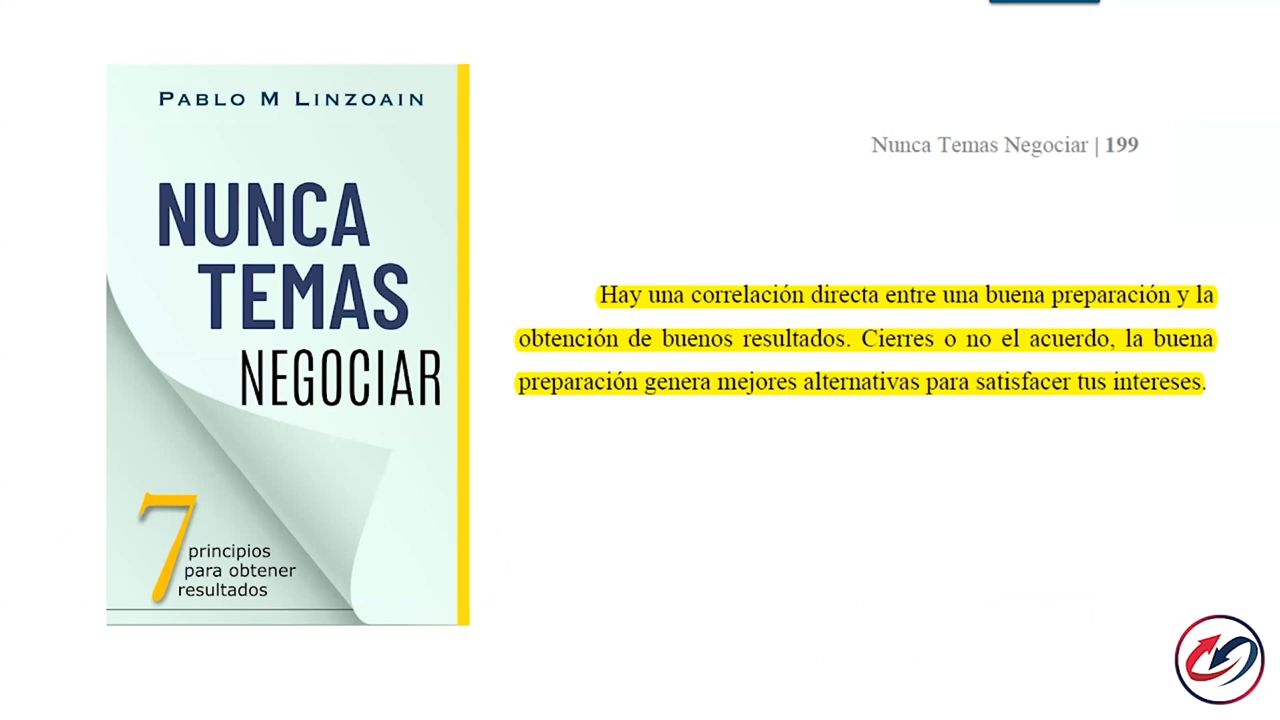 PABLO M LINZOAIN
NUNCA
TEMAS
NEGOCIAR
7
principios
para obtener
resultados
Nunca Temas Negociar | 199
Hay una correlación directa entre una buena preparación y la
obtención de buenos resultados. Cierres o no el acuerdo, la buena
preparación genera mejores alternativas para satisfacer tus intereses.